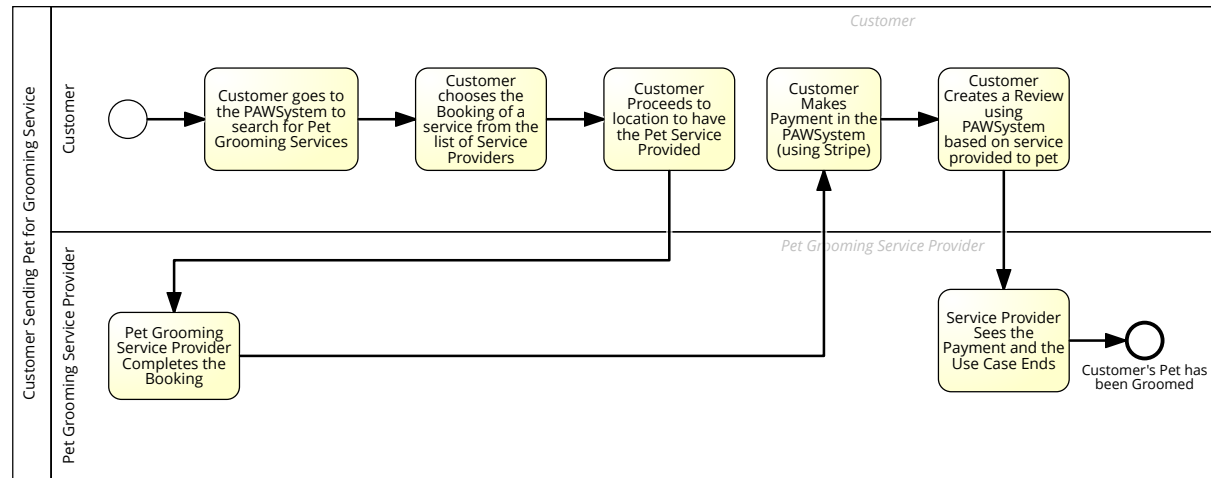 Customer Sending Pet for Grooming Service
Customer
Customer
Customer goes to
the PAWSystem to
search for Pet
Grooming Services
Customer
chooses the
Booking of a
service from the
list of Service
Providers
Customer
Proceeds to
location to have
the Pet Service
Provided
Customer
Makes
Payment in the
PAWSystem
(using Stripe)
Customer
Creates a Review
using
PAWSystem
based on service
provided to pet
Pet Grooming Service Provider
Pet Grooming Service Provider
Pet Grooming
Service Provider
Completes the
Booking
Service Provider
Sees the
Payment and the
Use Case Ends
Customer's Pet has
been Groomed